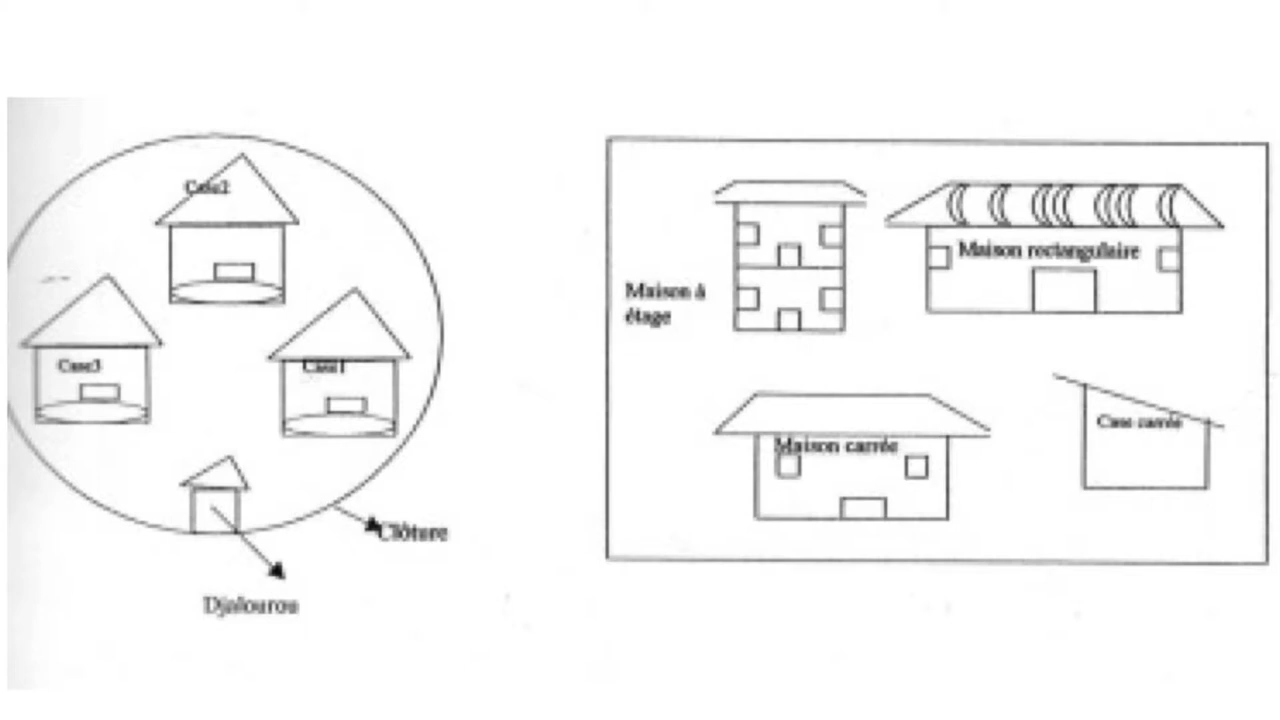 Case2
Case3
Case1
Clôture
Djalourou
Maison à
étage
Maison rectangulaire
Maison carrée
Case carrée